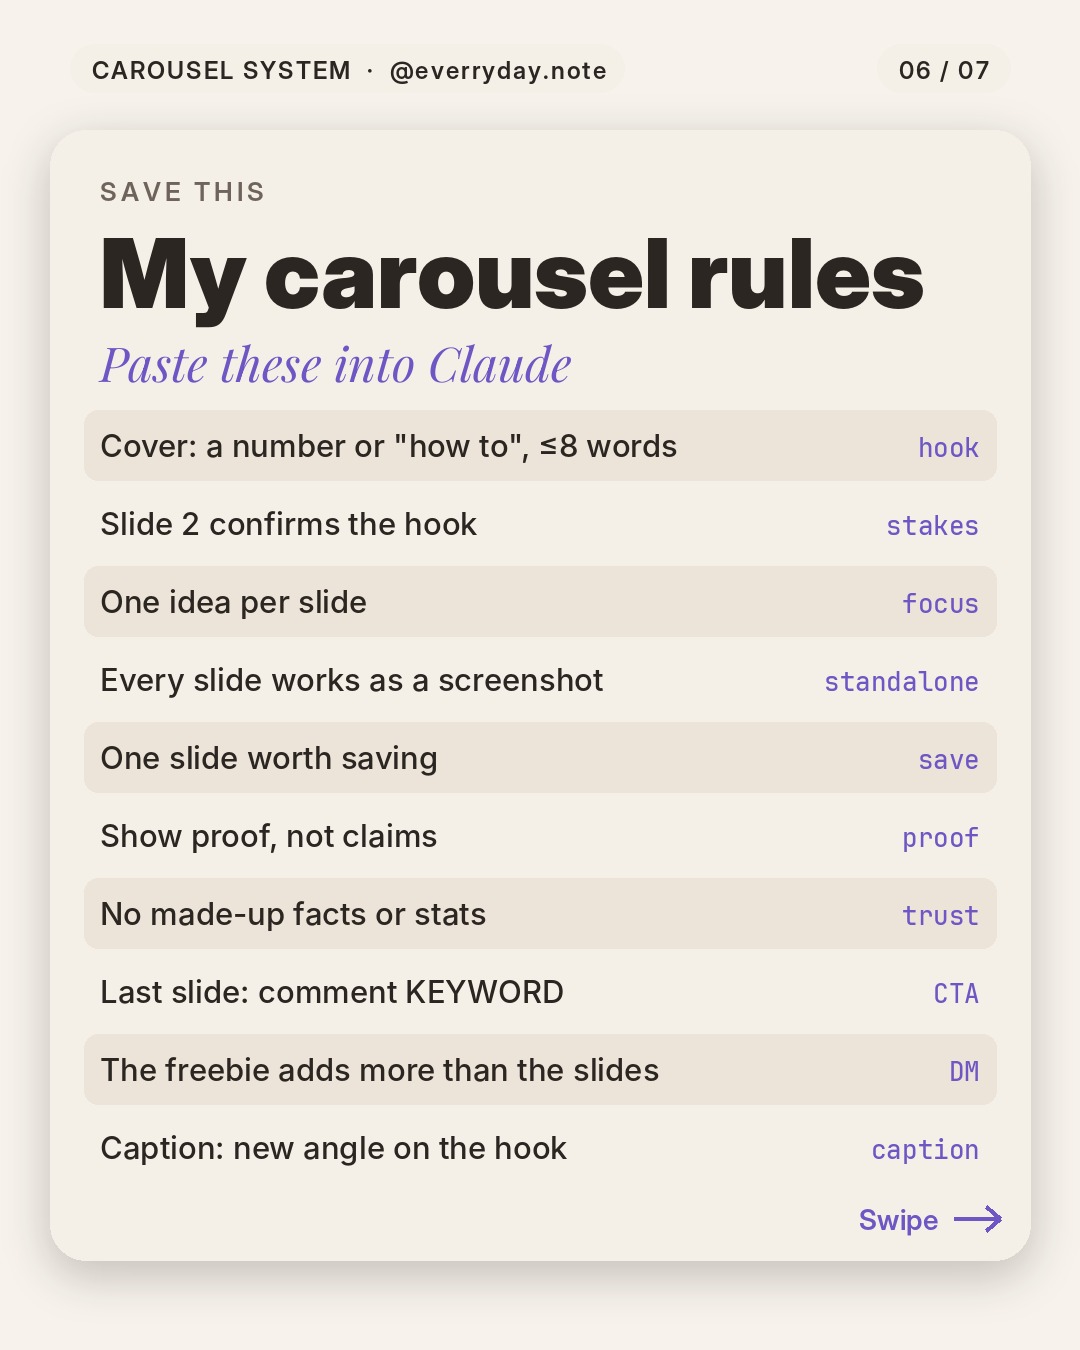 CAROUSEL SYSTEM · @everryday.note
06 / 07
SAVE THIS
My carousel rules
Paste these into Claude
Cover: a number or "how to", ≤8 words hook
Slide 2 confirms the hook stakes
One idea per slide focus
Every slide works as a screenshot standalone
One slide worth saving save
Show proof, not claims proof
No made-up facts or stats trust
Last slide: comment KEYWORD CTA
The freebie adds more than the slides DM
Caption: new angle on the hook caption
Swipe →